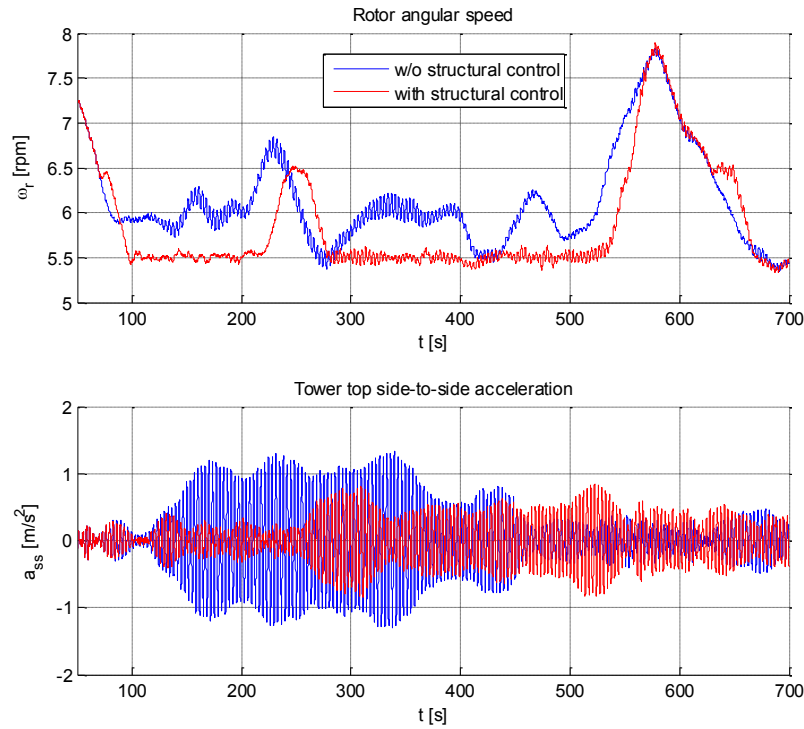 Rotor angular speed
8
7.5
7
6.5
6
5.5
5
ω_r [rpm]
w/o structural control
with structural control
100 200 300 400 500 600 700
t [s]
Tower top side-to-side acceleration
2
1
0
-1
-2
a_ss [m/s²]
100 200 300 400 500 600 700
t [s]